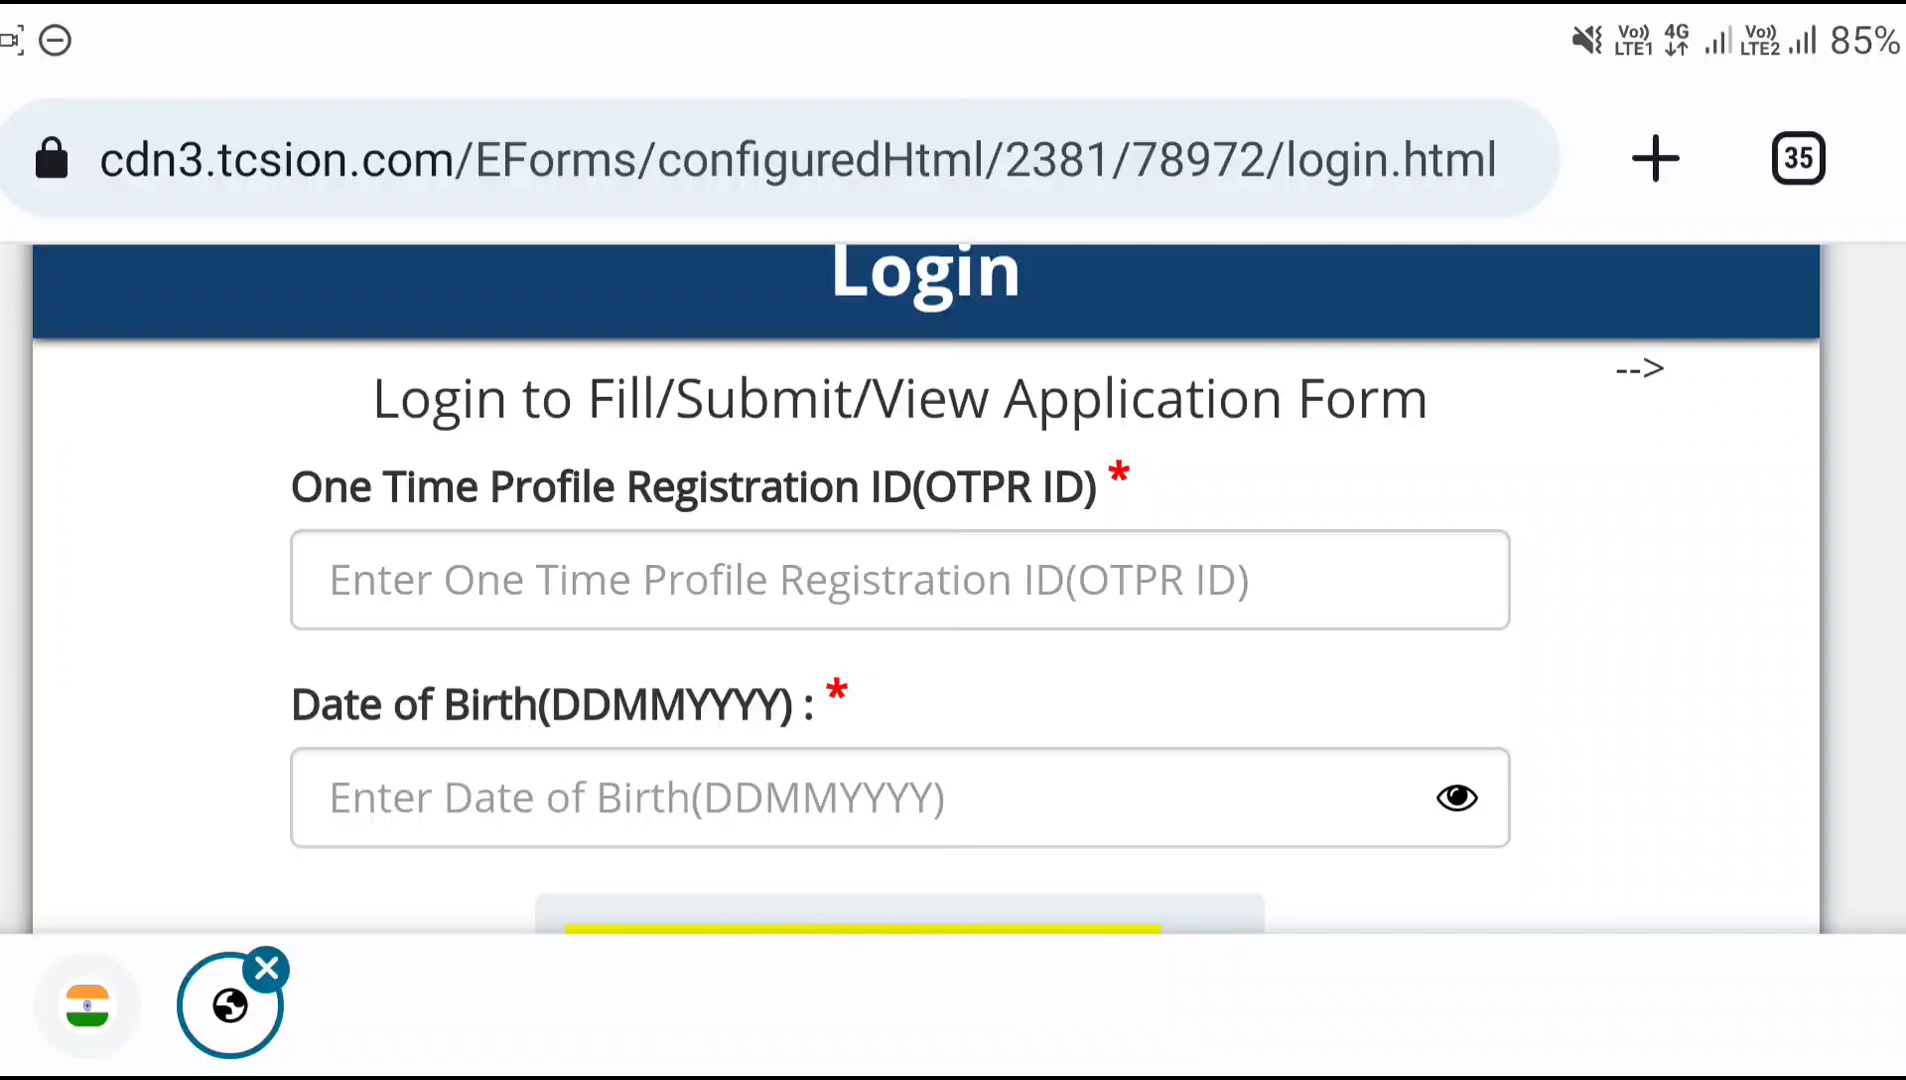 Vo)) LTE1 4G Vo)) LTE2 85%
cdn3.tcsion.com/EForms/configuredHtml/2381/78972/login.html
35
Login
-->
Login to Fill/Submit/View Application Form
One Time Profile Registration ID(OTPR ID) *
Enter One Time Profile Registration ID(OTPR ID)
Date of Birth(DDMMYYYY) : *
Enter Date of Birth(DDMMYYYY)